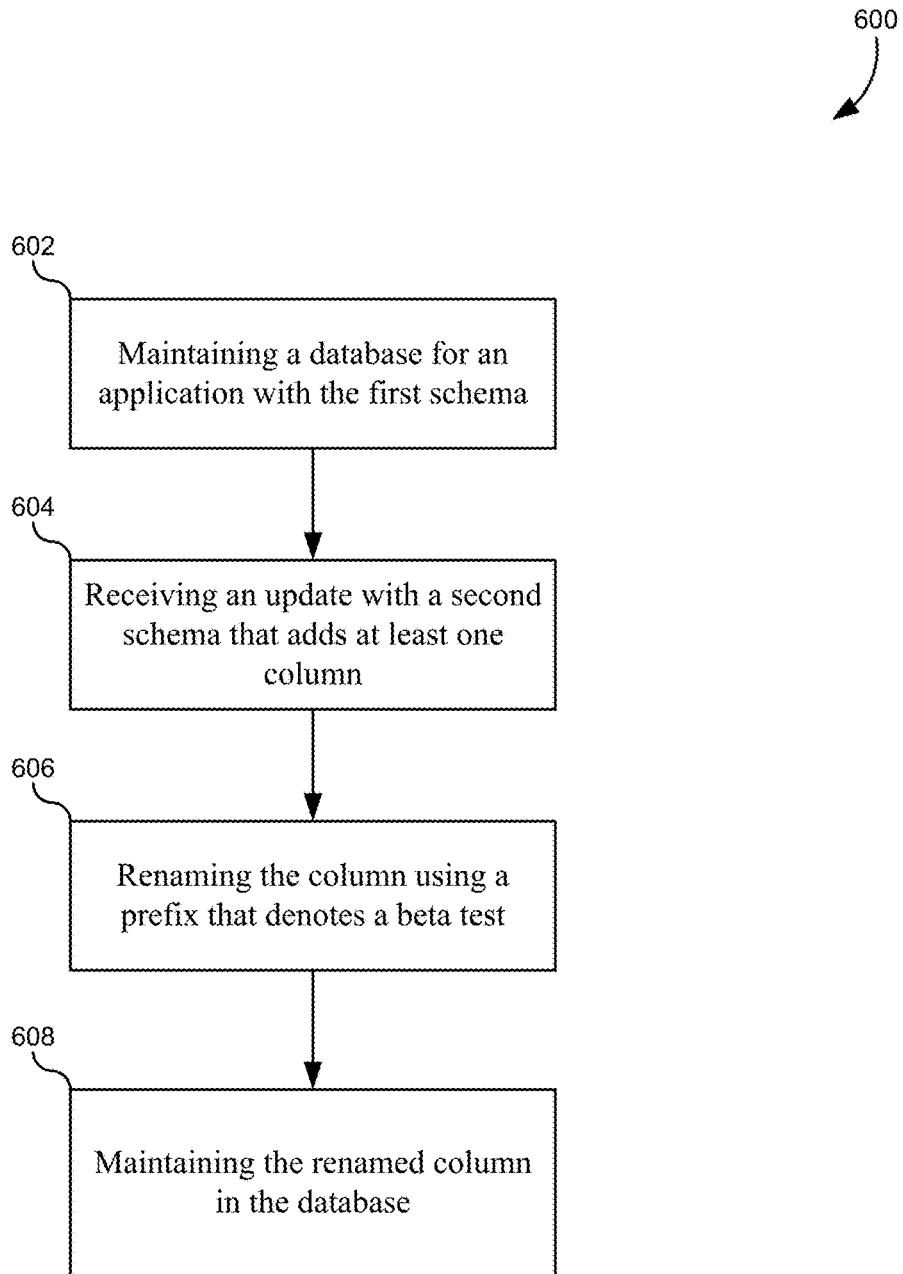 600
602
Maintaining a database for an
application with the first schema
604
Receiving an update with a second
schema that adds at least one
column
606
Renaming the column using a
prefix that denotes a beta test
608
Maintaining the renamed column
in the database